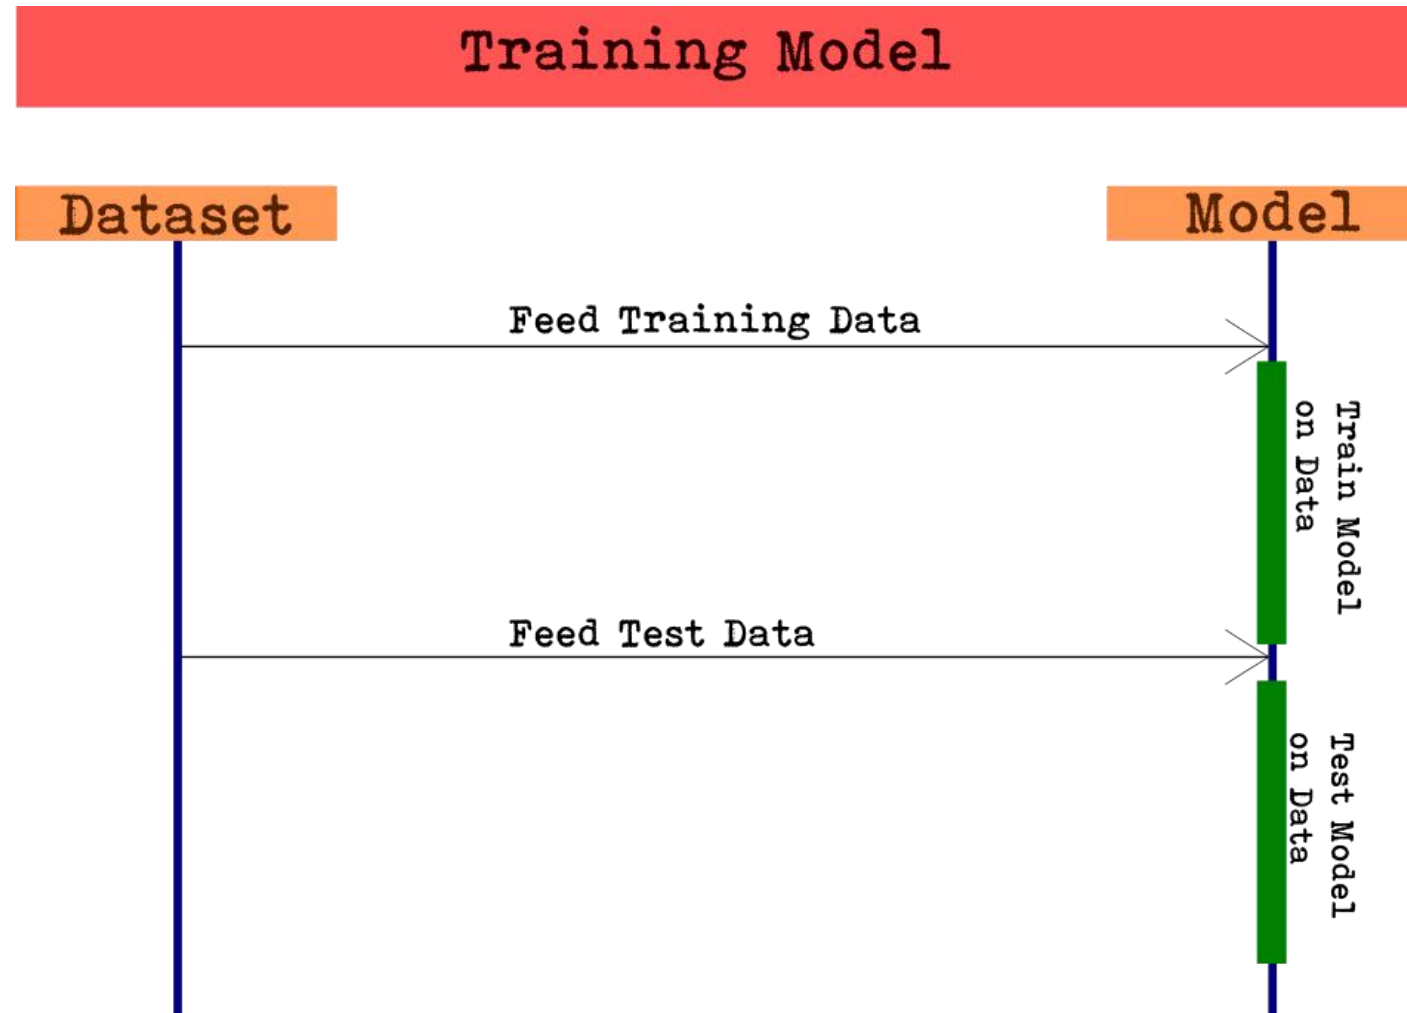 Training Model
Dataset
Model
Feed Training Data
Train Model
on Data
Feed Test Data
Test Model
on Data